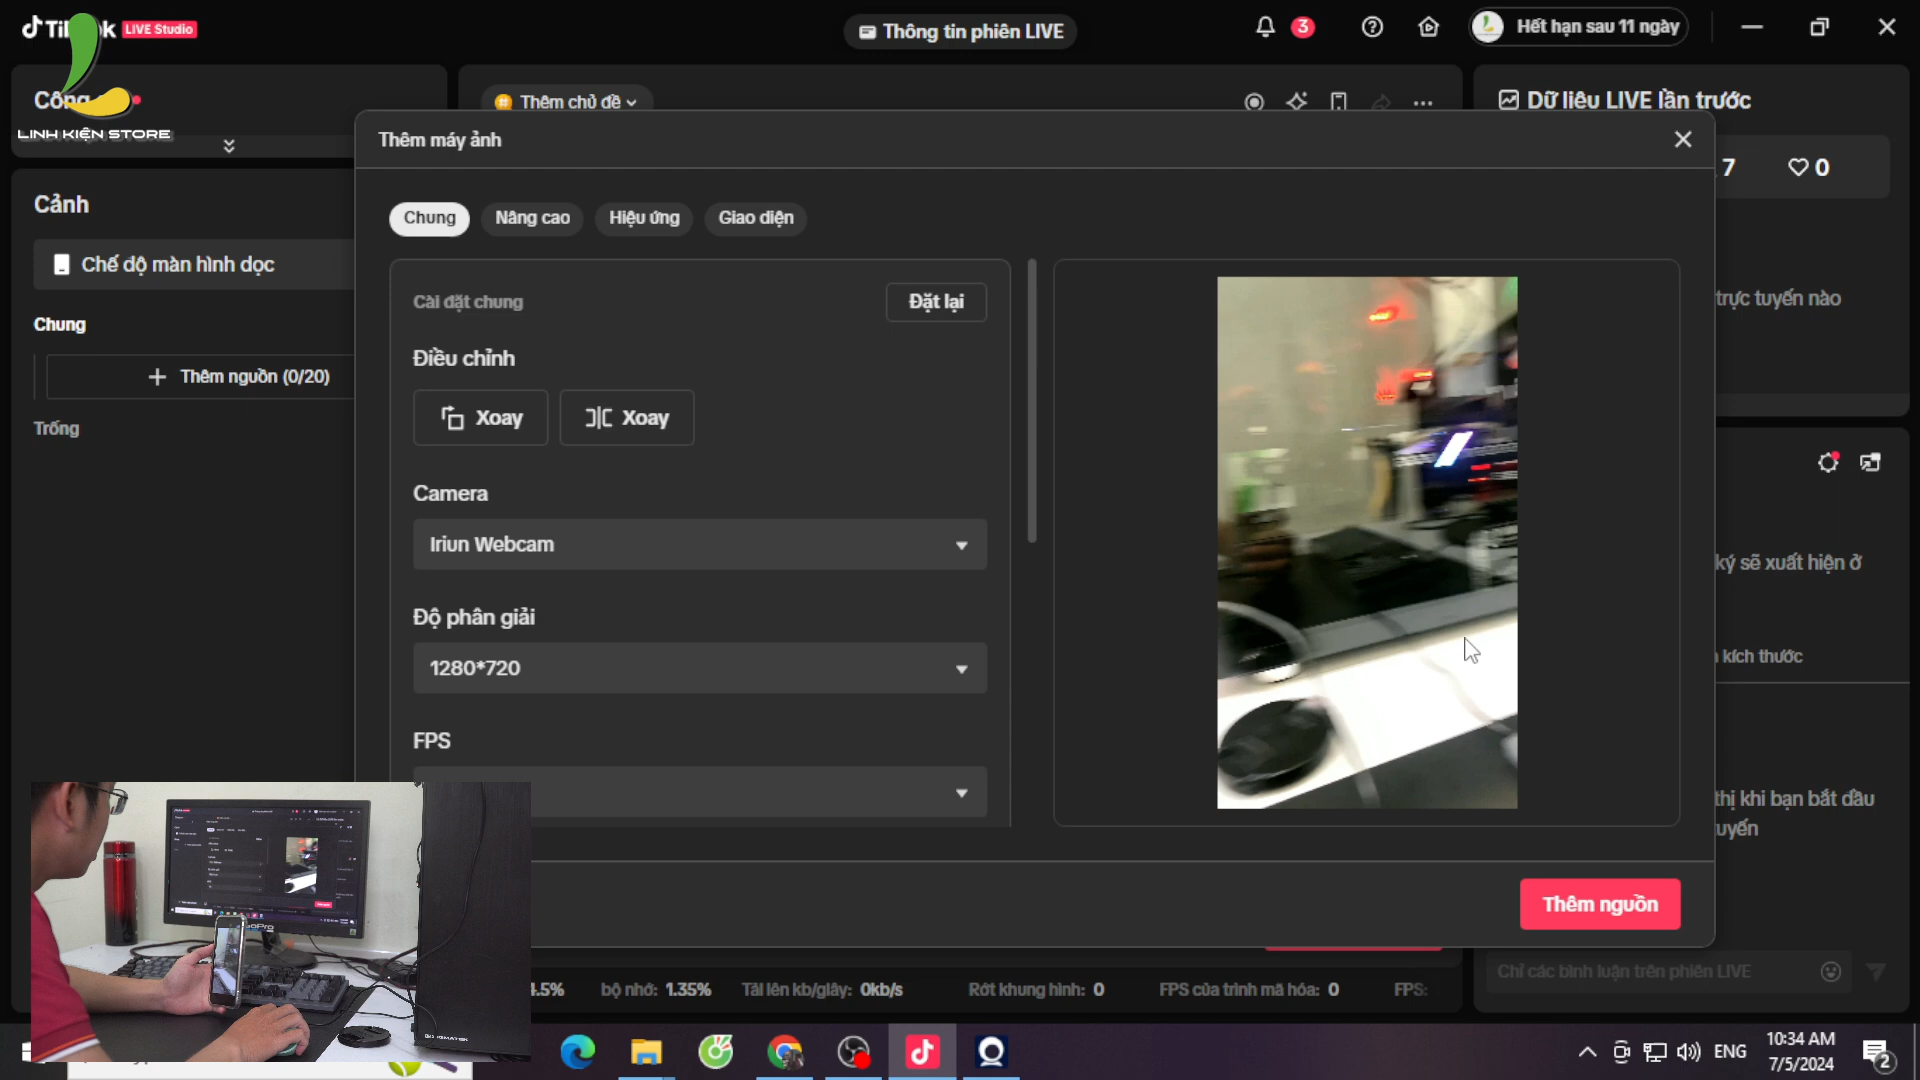 TikTok LIVE Studio
Thông tin phiên LIVE
3
Hết hạn sau 11 ngày
LINH KIỆN STORE
Thêm chủ đề
Dữ liệu LIVE lần trước
7
0
Cảnh
Chế độ màn hình dọc
Chung
Thêm nguồn (0/20)
Trống
Thêm máy ảnh
Chung
Nâng cao
Hiệu ứng
Giao diện
Cài đặt chung
Đặt lại
Điều chỉnh
Xoay
Xoay
Camera
Iriun Webcam
Độ phân giải
1280*720
FPS
Thêm nguồn
trực tuyến nào
ký sẽ xuất hiện ở
kích thước
thị khi bạn bắt đầu
uyến
Chỉ các bình luận trên phiên LIVE
.5%
bộ nhớ: 1.35%
Tải lên kb/giây: 0kb/s
Rớt khung hình: 0
FPS của trình mã hóa: 0
FPS:
ENG
10:34 AM
7/5/2024
2